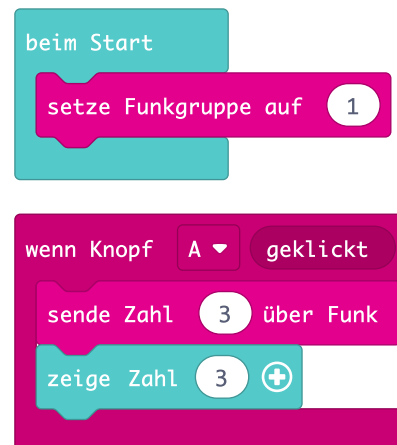 beim Start
setze Funkgruppe auf 1
wenn Knopf A geklickt
sende Zahl 3 über Funk
zeige Zahl 3